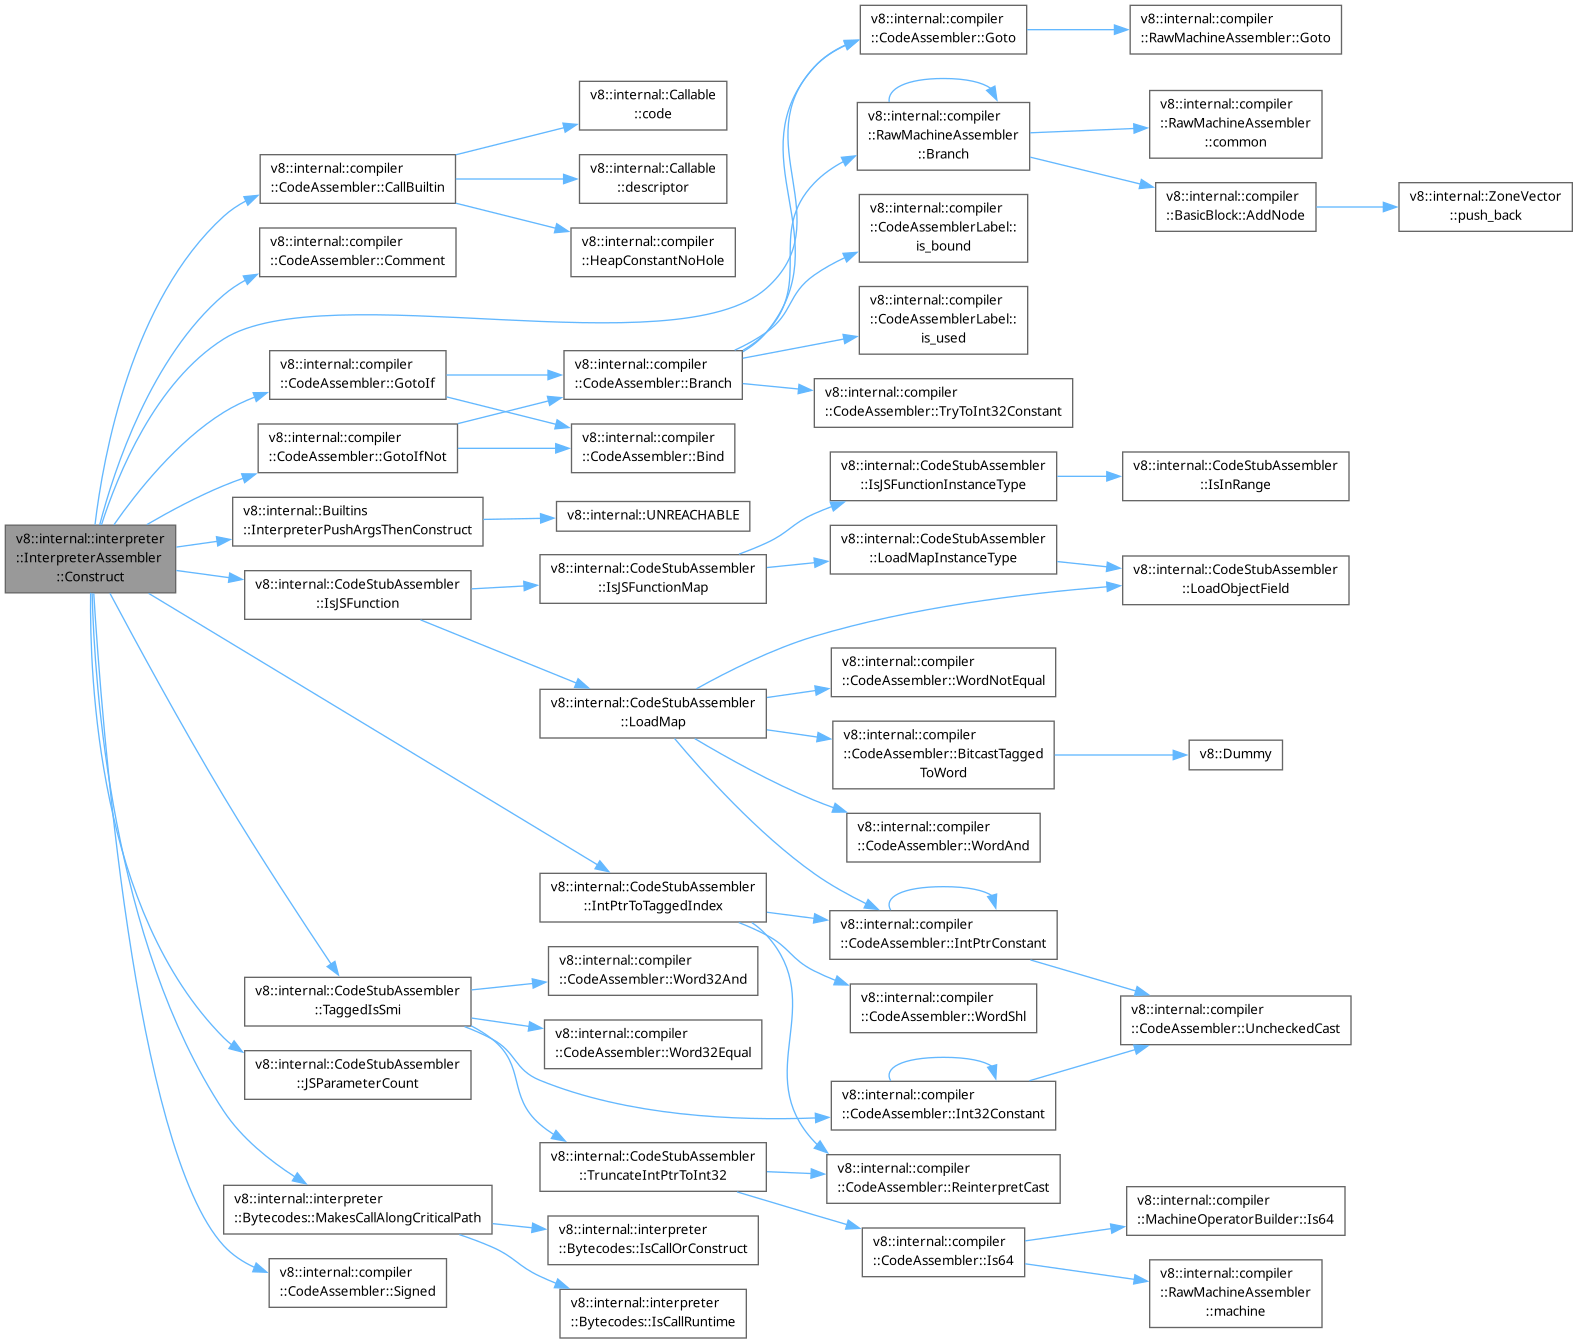 v8::internal::interpreter
::InterpreterAssembler
::Construct
v8::internal::compiler
::CodeAssembler::CallBuiltin
v8::internal::compiler
::CodeAssembler::Comment
v8::internal::compiler
::CodeAssembler::GotoIf
v8::internal::compiler
::CodeAssembler::GotoIfNot
v8::internal::Builtins
::InterpreterPushArgsThenConstruct
v8::internal::CodeStubAssembler
::IsJSFunction
v8::internal::CodeStubAssembler
::TaggedIsSmi
v8::internal::CodeStubAssembler
::JSParameterCount
v8::internal::interpreter
::Bytecodes::MakesCallAlongCriticalPath
v8::internal::compiler
::CodeAssembler::Signed
v8::internal::Callable
::code
v8::internal::Callable
::descriptor
v8::internal::compiler
::HeapConstantNoHole
v8::internal::compiler
::CodeAssembler::Branch
v8::internal::compiler
::CodeAssembler::Bind
v8::internal::UNREACHABLE
v8::internal::CodeStubAssembler
::IsJSFunctionMap
v8::internal::CodeStubAssembler
::LoadMap
v8::internal::CodeStubAssembler
::IntPtrToTaggedIndex
v8::internal::compiler
::CodeAssembler::Word32And
v8::internal::compiler
::CodeAssembler::Word32Equal
v8::internal::CodeStubAssembler
::TruncateIntPtrToInt32
v8::internal::interpreter
::Bytecodes::IsCallOrConstruct
v8::internal::interpreter
::Bytecodes::IsCallRuntime
v8::internal::compiler
::CodeAssembler::Goto
v8::internal::compiler
::RawMachineAssembler
::Branch
v8::internal::compiler
::CodeAssemblerLabel::
is_bound
v8::internal::compiler
::CodeAssemblerLabel::
is_used
v8::internal::compiler
::CodeAssembler::TryToInt32Constant
v8::internal::CodeStubAssembler
::IsJSFunctionInstanceType
v8::internal::CodeStubAssembler
::LoadMapInstanceType
v8::internal::compiler
::CodeAssembler::WordNotEqual
v8::internal::compiler
::CodeAssembler::BitcastTagged
ToWord
v8::internal::compiler
::CodeAssembler::WordAnd
v8::internal::compiler
::CodeAssembler::IntPtrConstant
v8::internal::compiler
::CodeAssembler::WordShl
v8::internal::compiler
::CodeAssembler::Int32Constant
v8::internal::compiler
::CodeAssembler::ReinterpretCast
v8::internal::compiler
::CodeAssembler::Is64
v8::internal::compiler
::RawMachineAssembler::Goto
v8::internal::compiler
::RawMachineAssembler
::common
v8::internal::compiler
::BasicBlock::AddNode
v8::internal::CodeStubAssembler
::IsInRange
v8::internal::CodeStubAssembler
::LoadObjectField
v8::Dummy
v8::internal::compiler
::CodeAssembler::UncheckedCast
v8::internal::compiler
::MachineOperatorBuilder::Is64
v8::internal::compiler
::RawMachineAssembler
::machine
v8::internal::ZoneVector
::push_back